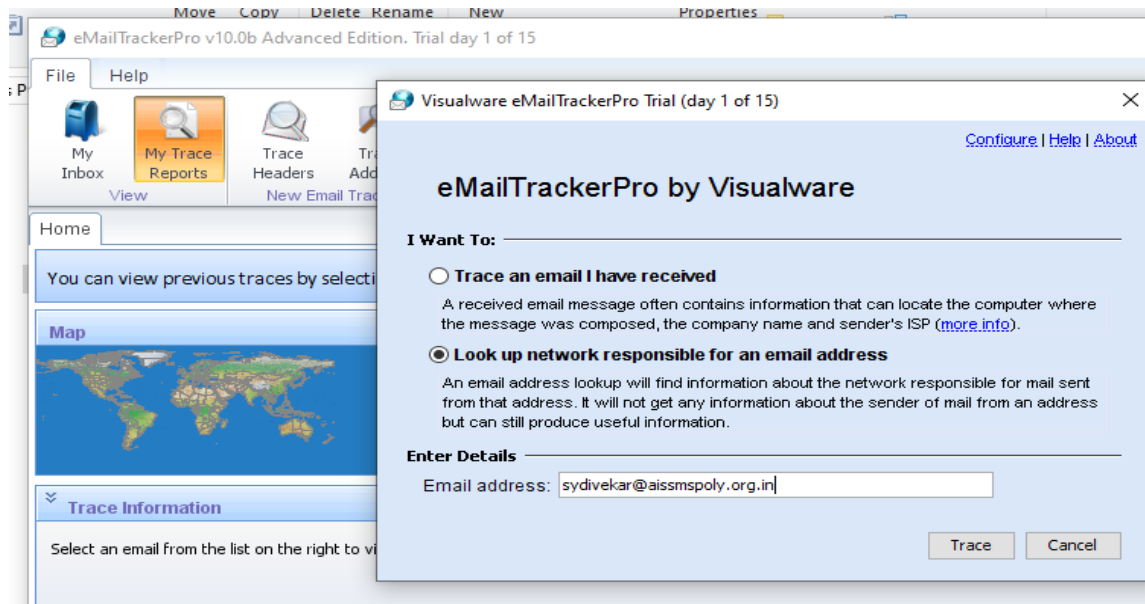 Move Copy Delete Rename New Properties
eMailTrackerPro v10.0b Advanced Edition. Trial day 1 of 15
File Help
My Inbox
My Trace Reports
Trace Headers
View
New Email Trac
Home
You can view previous traces by selecti
Map
Trace Information
Select an email from the list on the right to vi
Visualware eMailTrackerPro Trial (day 1 of 15)
Configure | Help | About
eMailTrackerPro by Visualware
I Want To:
Trace an email I have received
A received email message often contains information that can locate the computer where
the message was composed, the company name and sender's ISP (more info).
Look up network responsible for an email address
An email address lookup will find information about the network responsible for mail sent
from that address. It will not get any information about the sender of mail from an address
but can still produce useful information.
Enter Details
Email address: sydivekar@aissmspoly.org.in
Trace Cancel